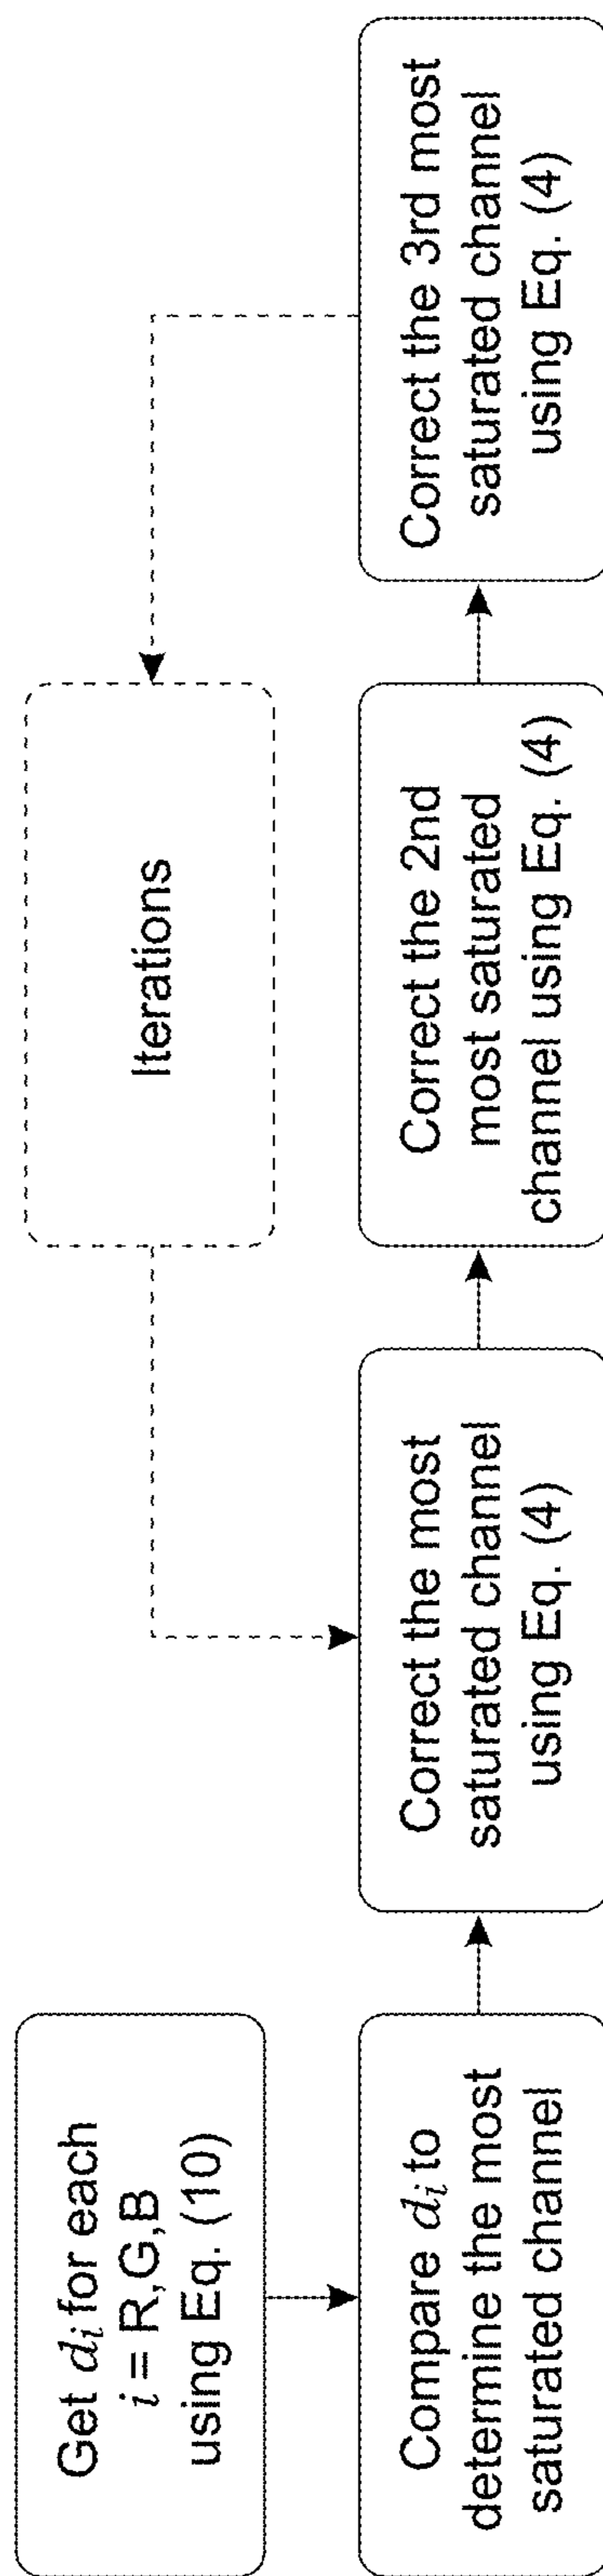 Get d_i for each
i = R,G,B
using Eq. (10)
Compare d_i to
determine the most
saturated channel
Correct the most
saturated channel
using Eq. (4)
Iterations
Correct the 2nd
most saturated
channel using Eq. (4)
Correct the 3rd most
saturated channel
using Eq. (4)